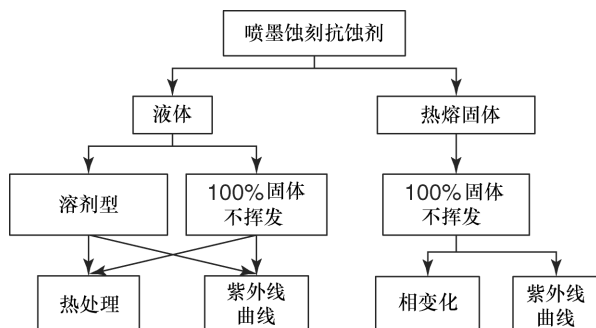 喷墨蚀刻抗蚀剂
液体
热熔固体
溶剂型
100%固体
不挥发
100%固体
不挥发
热处理
紫外线
曲线
相变化
紫外线
曲线